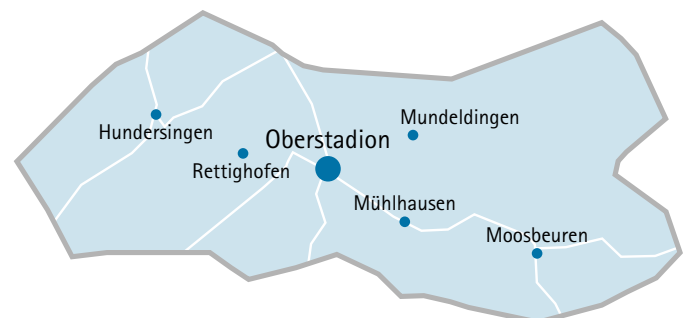 Mundeldingen
Hundersingen
Oberstadion
Rettighofen
Mühlhausen
Moosbeuren